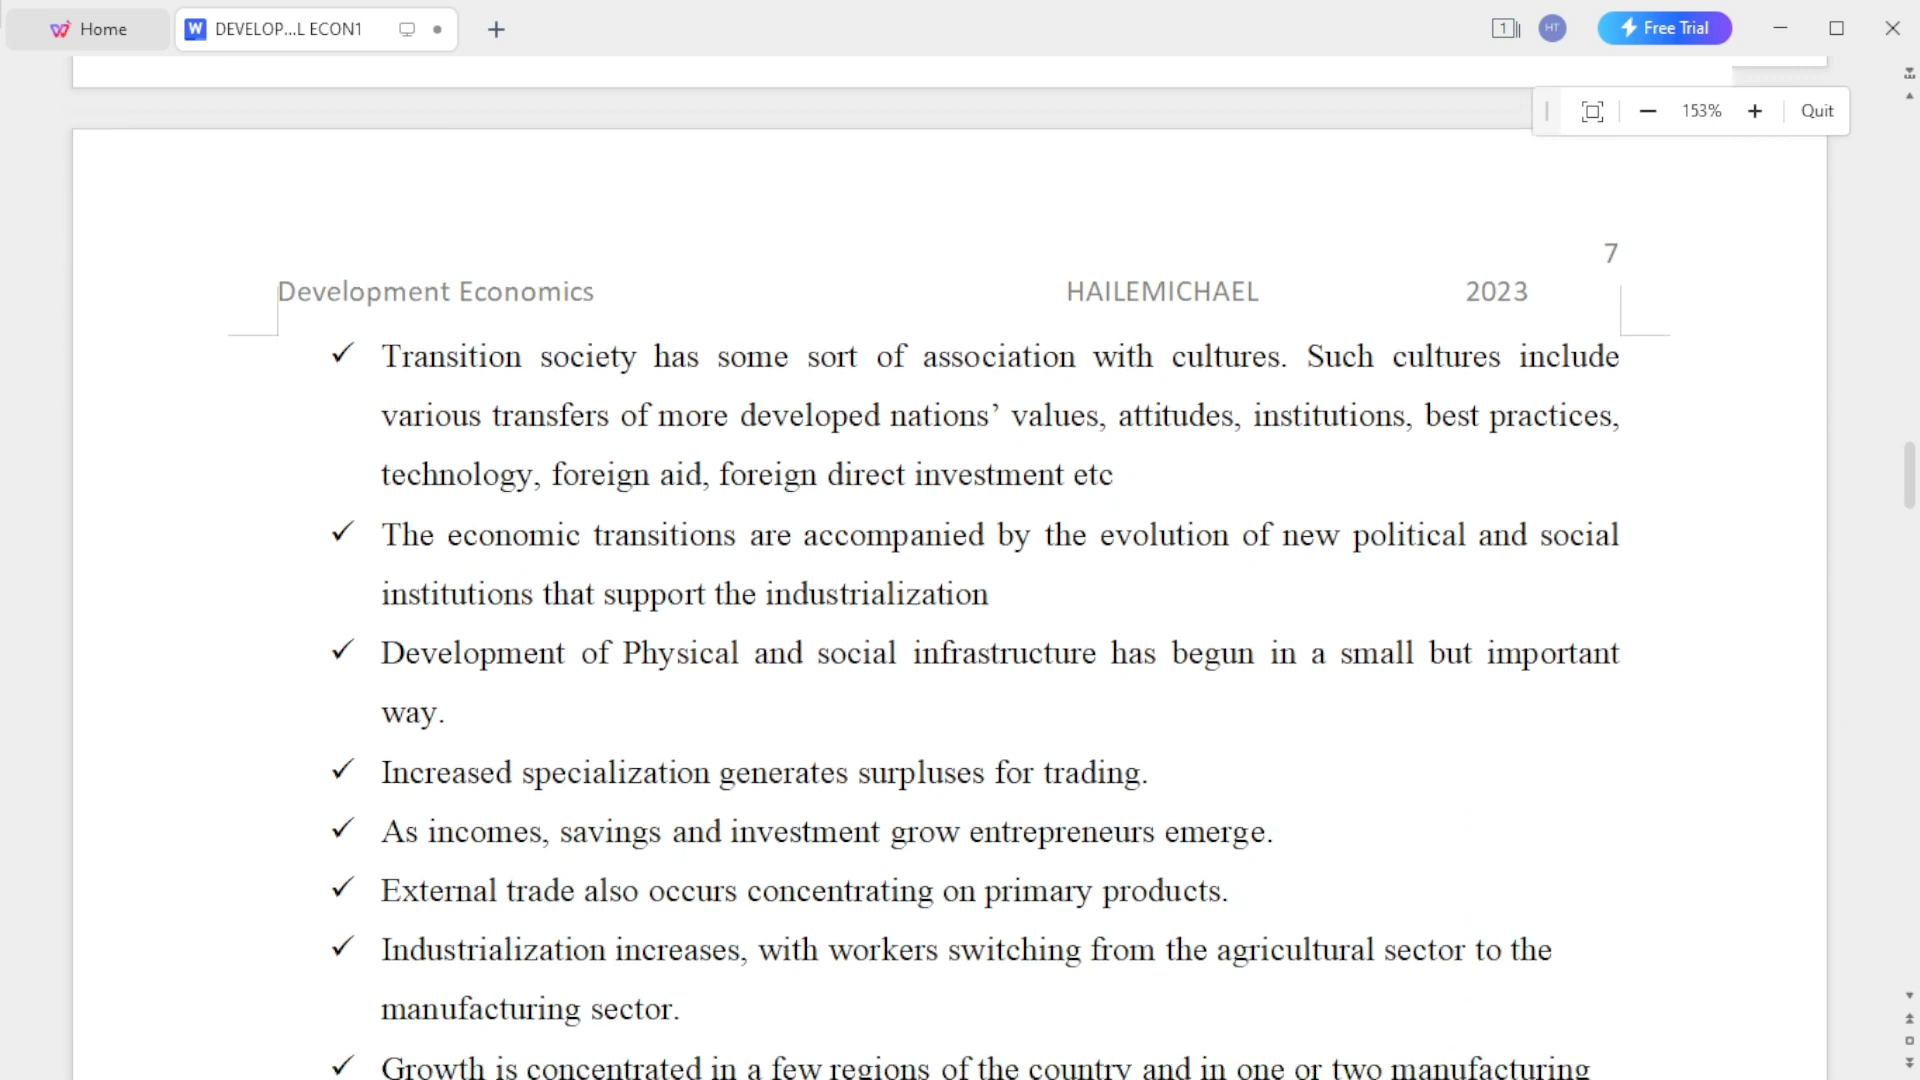 Home
DEVELOP...L ECON1
1
HT
Free Trial
153%
Quit
7
Development Economics HAILEMICHAEL 2023
✓ Transition society has some sort of association with cultures. Such cultures include
various transfers of more developed nations’ values, attitudes, institutions, best practices,
technology, foreign aid, foreign direct investment etc
✓ The economic transitions are accompanied by the evolution of new political and social
institutions that support the industrialization
✓ Development of Physical and social infrastructure has begun in a small but important
way.
✓ Increased specialization generates surpluses for trading.
✓ As incomes, savings and investment grow entrepreneurs emerge.
✓ External trade also occurs concentrating on primary products.
✓ Industrialization increases, with workers switching from the agricultural sector to the
manufacturing sector.
✓ Growth is concentrated in a few regions of the country and in one or two manufacturing